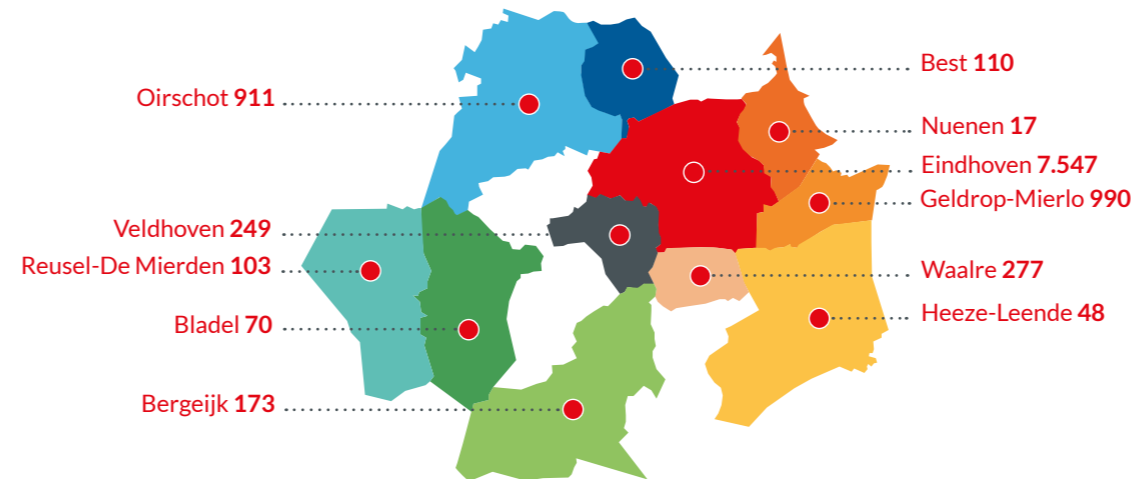 Oirschot 911
Veldhoven 249
Reusel-De Mierden 103
Bladel 70
Bergeijk 173
Best 110
Nuenen 17
Eindhoven 7.547
Geldrop-Mierlo 990
Waalre 277
Heeze-Leende 48